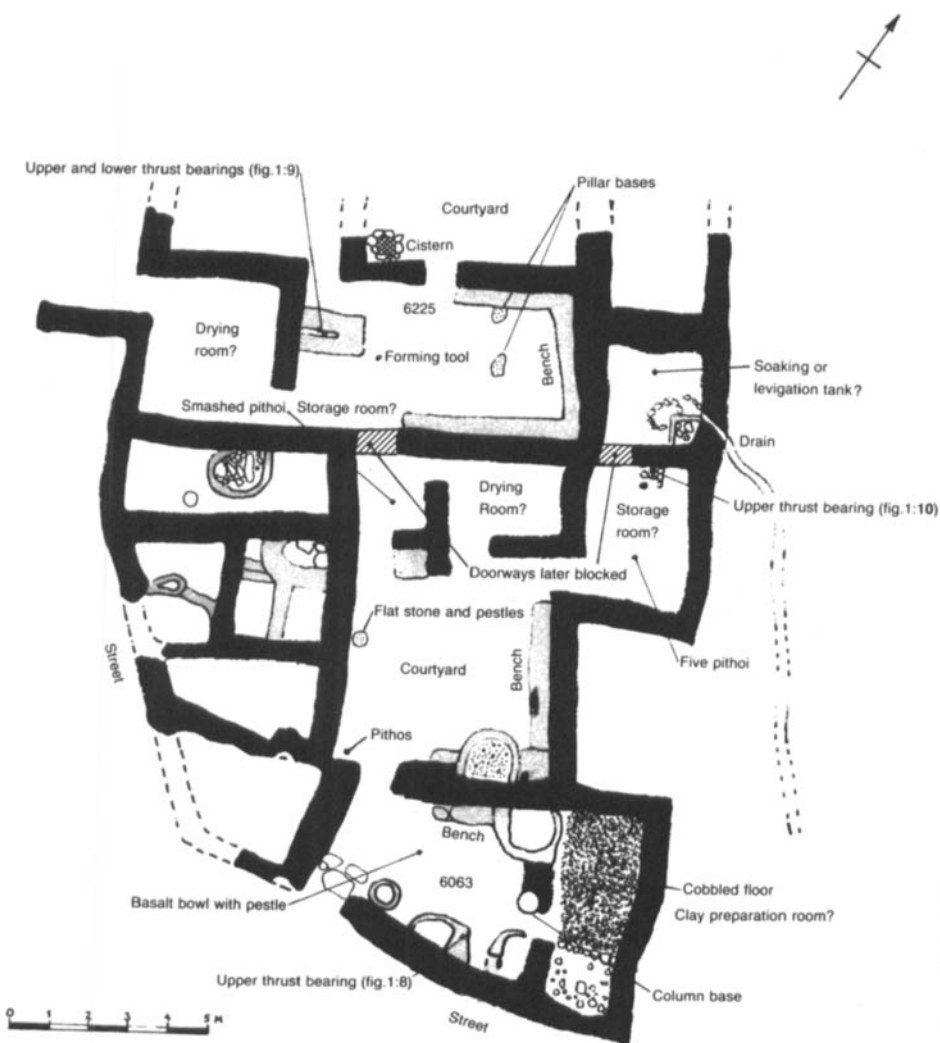 Upper and lower thrust bearings (fig.1:9)
Pillar bases
Courtyard
Cistern
6225
Drying
room?
Forming tool
Bench
Soaking or
levigation tank?
Smashed pithoi
Storage room?
Drain
Drying
Room?
Upper thrust bearing (fig.1:10)
Storage
room?
Doorways later blocked
Flat stone and pestles
Street
Courtyard
Bench
Five pithoi
Pithos
Bench
6063
Basalt bowl with pestle
Cobbled floor
Clay preparation room?
Upper thrust bearing (fig.1:8)
Column base
Street
0 1 2 3 4 5 M